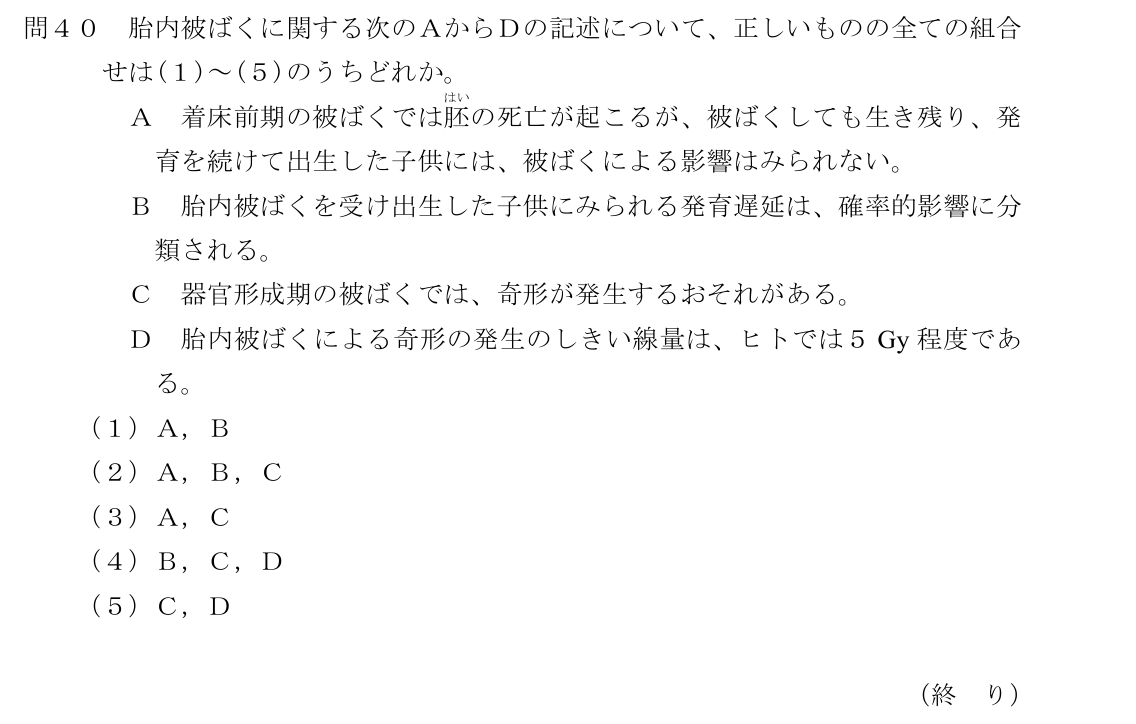 問４０　胎内被ばくに関する次のＡからＤの記述について、正しいものの全ての組合
せは(１)～(５)のうちどれか。
はい
Ａ　着床前期の被ばくでは胚の死亡が起こるが、被ばくしても生き残り、発
育を続けて出生した子供には、被ばくによる影響はみられない。
Ｂ　胎内被ばくを受け出生した子供にみられる発育遅延は、確率的影響に分
類される。
Ｃ　器官形成期の被ばくでは、奇形が発生するおそれがある。
Ｄ　胎内被ばくによる奇形の発生のしきい線量は、ヒトでは５ Gy 程度であ
る。
（１）Ａ，Ｂ
（２）Ａ，Ｂ，Ｃ
（３）Ａ，Ｃ
（４）Ｂ，Ｃ，Ｄ
（５）Ｃ，Ｄ
（終　り）